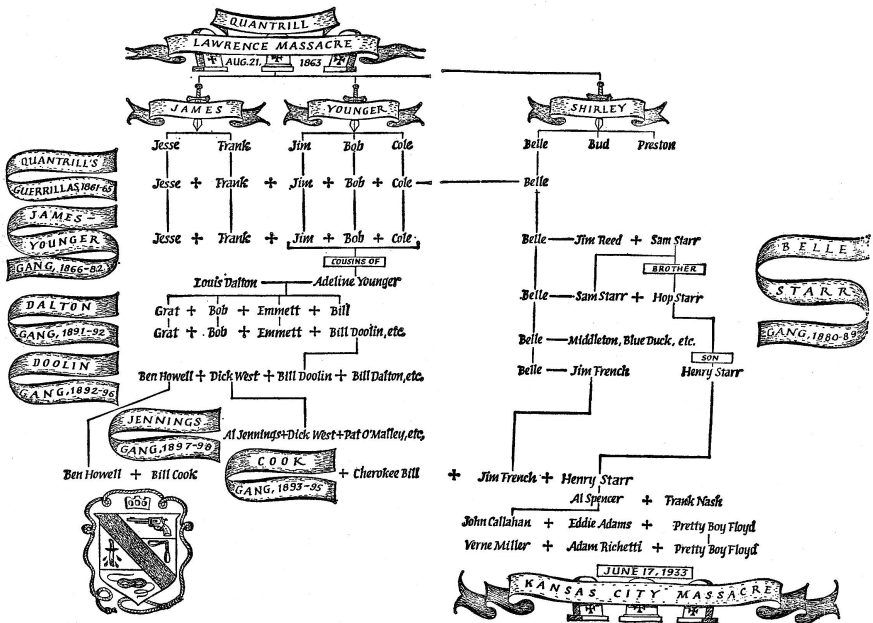 QUANTRILL
LAWRENCE MASSACRE
AUG. 21, 1863
JAMES
YOUNGER
SHIRLEY
Jesse Frank Jim Bob Cole Belle Bud Preston
QUANTRILL'S
GUERRILLAS, 1861-65
Jesse + Frank + Jim + Bob + Cole Belle
JAMES-
YOUNGER
GANG, 1866-82
Jesse + Frank + Jim + Bob + Cole Belle Jim Reed + Sam Starr
BELLE
STARR
GANG, 1880-89
COUSINS OF
BROTHER
Louis Dalton Adeline Younger
Belle Sam Starr + Hop Starr
DALTON
GANG, 1891-92
Grat + Bob + Emmett + Bill
Grat + Bob + Emmett + Bill Doolin, etc.
Belle Middleton, Blue Duck, etc.
SON
DOOLIN
GANG, 1892-96
Ben Howell + Dick West + Bill Doolin + Bill Dalton, etc.
Belle Jim French Henry Starr
JENNINGS
GANG, 1897-98
Al Jennings + Dick West + Pat O'Malley, etc.
COOK
GANG, 1893-95
Ben Howell + Bill Cook + Cherokee Bill + Jim French + Henry Starr
Al Spencer + Frank Nash
John Callahan + Eddie Adams + Pretty Boy Floyd
Verne Miller + Adam Richetti + Pretty Boy Floyd
JUNE 17, 1933
KANSAS CITY MASSACRE